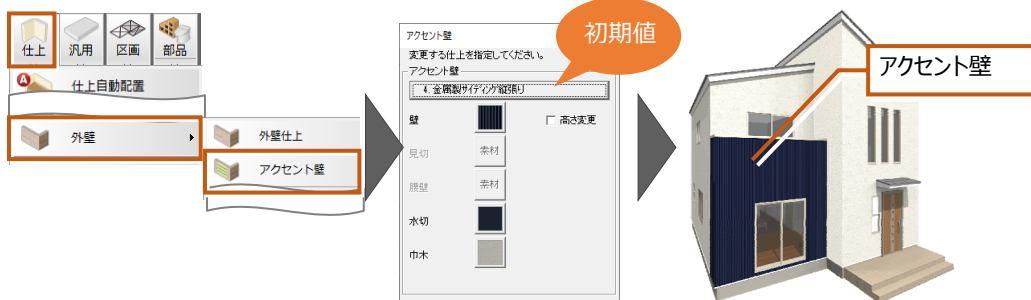 仕上
汎用
区画
部品
A
仕上自動配置
外壁
外壁仕上
アクセント壁
アクセント壁
変更する仕上を指定してください。
アクセント壁
4. 金属製サイディング縦張り
壁
高さ変更
見切
素材
腰壁
素材
水切
巾木
初期値
アクセント壁